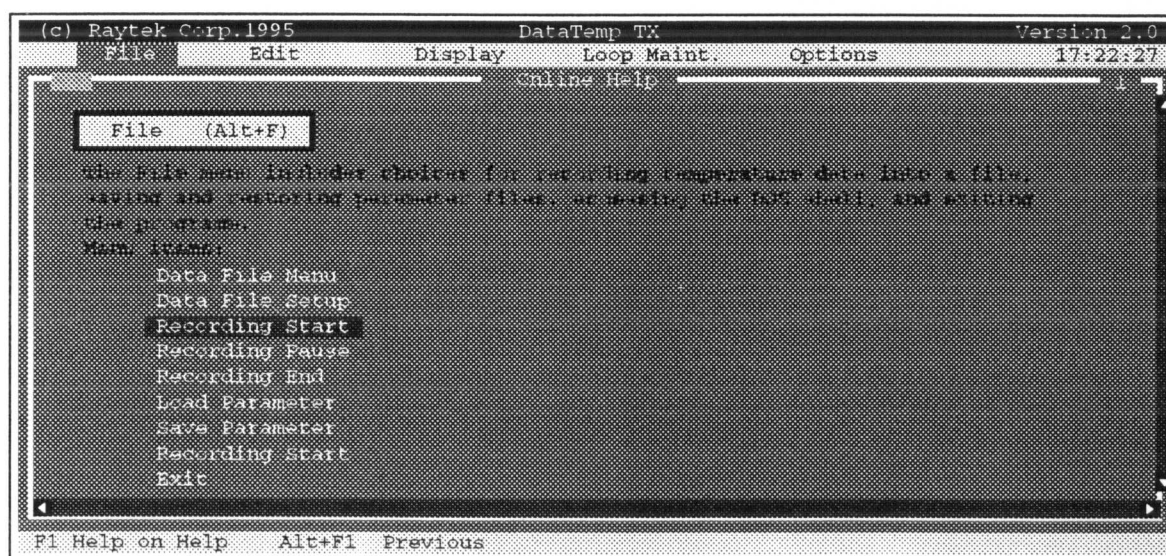 (c) Raytek Corp.1995 DataTemp TX Version 2.0
File Edit Display Loop Maint. Options 17:22:27
Online Help 1
File (Alt+F)
The File menu includes choices for recording temperature data into a file,
saving and restoring parameter files, accessing the DOS shell, and exiting
the program.
Menu items:
Data File Menu
Data File Setup
Recording Start
Recording Pause
Recording End
Load Parameter
Save Parameter
Recording Start
Exit
F1 Help on Help Alt+F1 Previous